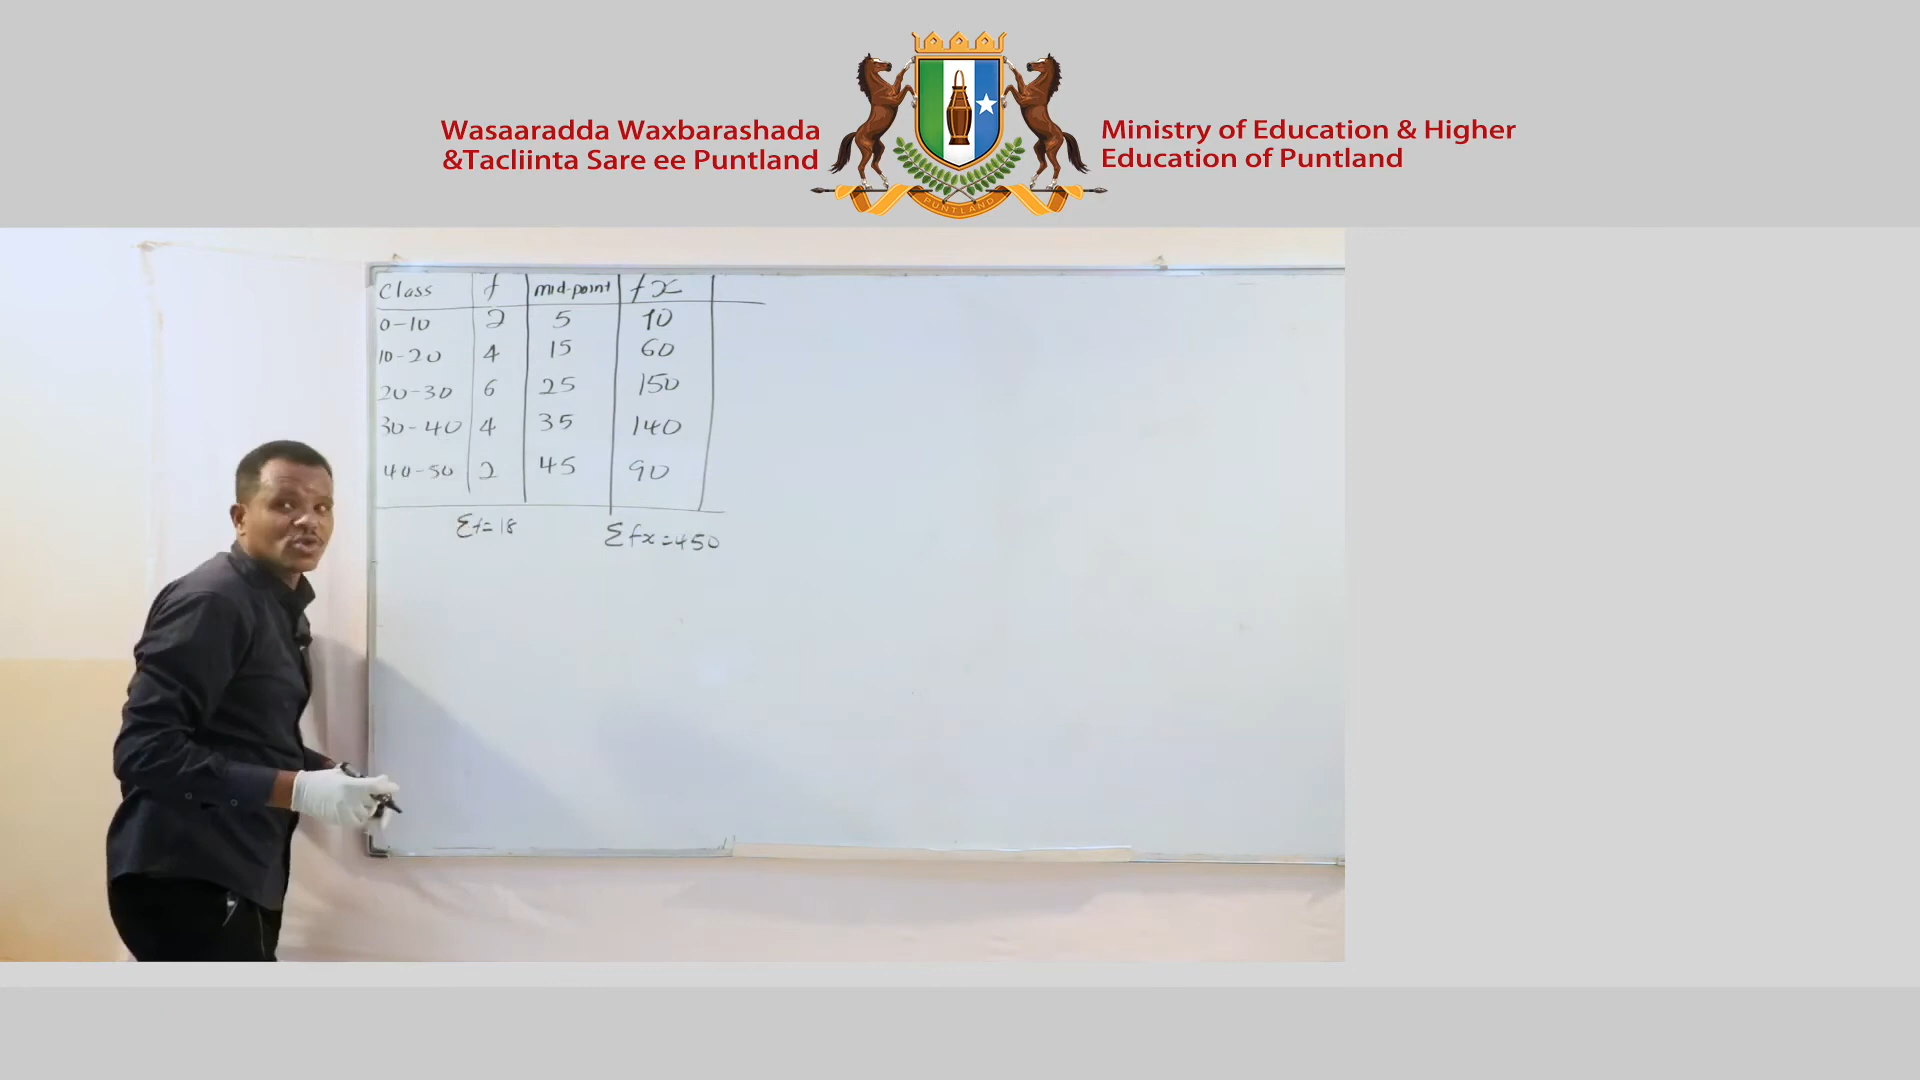 Wasaaradda Waxbarashada
&Tacliinta Sare ee Puntland
PUNTLAND
Ministry of Education & Higher
Education of Puntland
Class f mid-point fx
0-10 2 5 10
10-20 4 15 60
20-30 6 25 150
30-40 4 35 140
40-50 2 45 90
Σf=18 Σfx=450